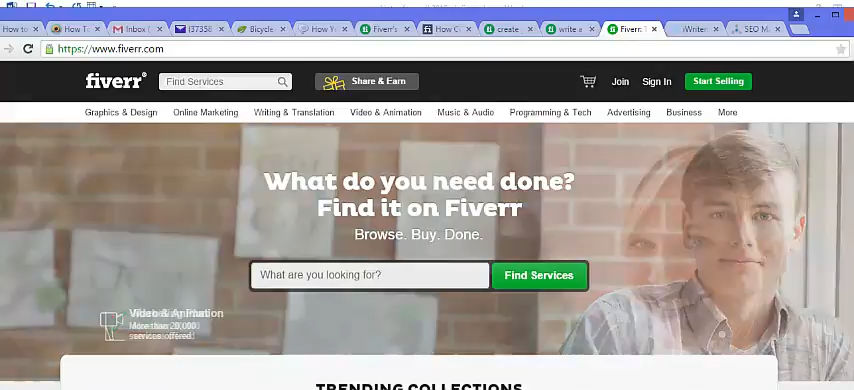 How to
How To
Inbox (
(37358
Bicycle
How Y
Fiverr's
How C
create
write a
Fiverr: T
iWriter
SEO M
https://www.fiverr.com
fiverr®
Find Services
Share & Earn
Join
Sign In
Start Selling
Graphics & Design
Online Marketing
Writing & Translation
Video & Animation
Music & Audio
Programming & Tech
Advertising
Business
More
What do you need done?
Find it on Fiverr
Browse. Buy. Done.
What are you looking for?
Find Services
Video & Animation
More than 20,000
services offered
TRENDING COLLECTIONS